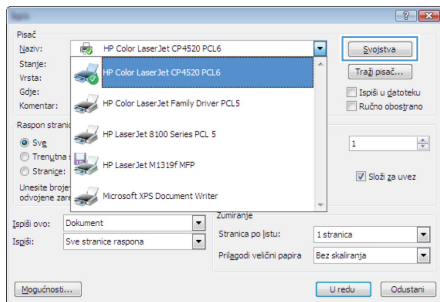 Ispis
Pisač
Naziv: HP Color LaserJet CP4520 PCL6 Svojstva
Stanje: HP Color LaserJet CP4520 PCL6 Traži pisač...
Vrsta:
Gdje: HP Color LaserJet Family Driver PCL5 Ispiši u datoteku
Komentar: Ručno obostrano
Raspon stranic HP LaserJet 8100 Series PCL 5
Sve 1
Trenutna s HP LaserJet M1319f MFP
Stranice: Složi za uvez
Unesite brojev Microsoft XPS Document Writer
odvojene zare
Ispiši ovo: Dokument Zumiranje
Ispiši: Sve stranice raspona Stranica po listu: 1 stranica
Prilagodi veličini papira Bez skaliranja
Mogućnosti... U redu Odustani